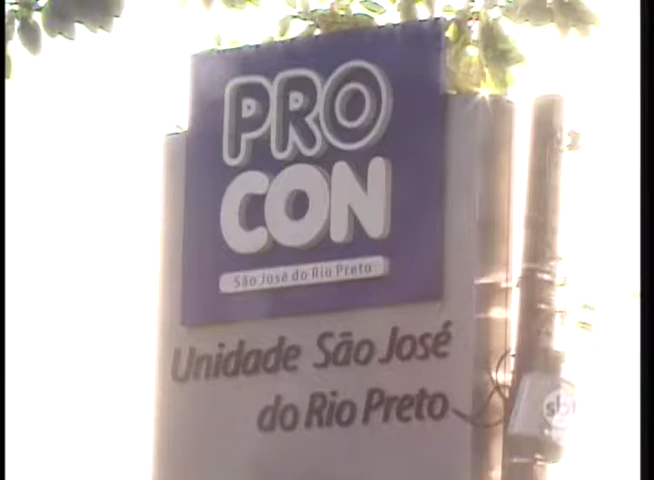 PRO
CON
São José do Rio Preto
Unidade São José
do Rio Preto
sbt